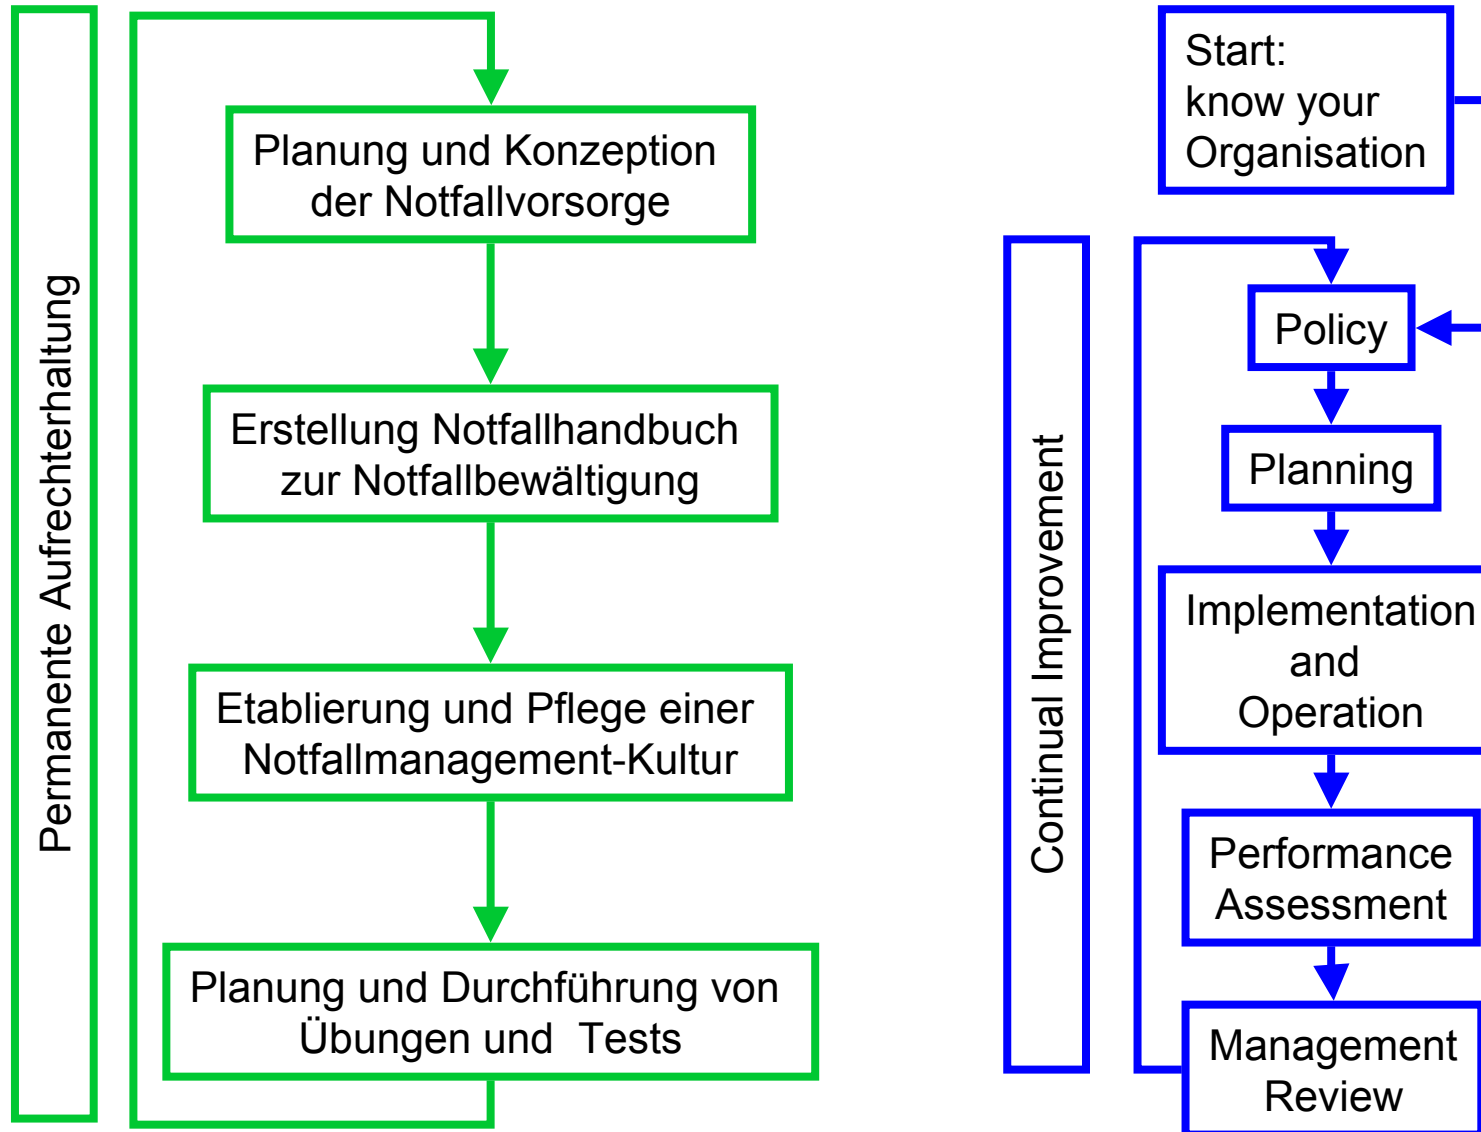 Permanente Aufrechterhaltung
Planung und Konzeption
der Notfallvorsorge
Erstellung Notfallhandbuch
zur Notfallbewältigung
Etablierung und Pflege einer
Notfallmanagement-Kultur
Planung und Durchführung von
Übungen und  Tests
Start:
know your
Organisation
Continual Improvement
Policy
Planning
Implementation
and
Operation
Performance
Assessment
Management
Review